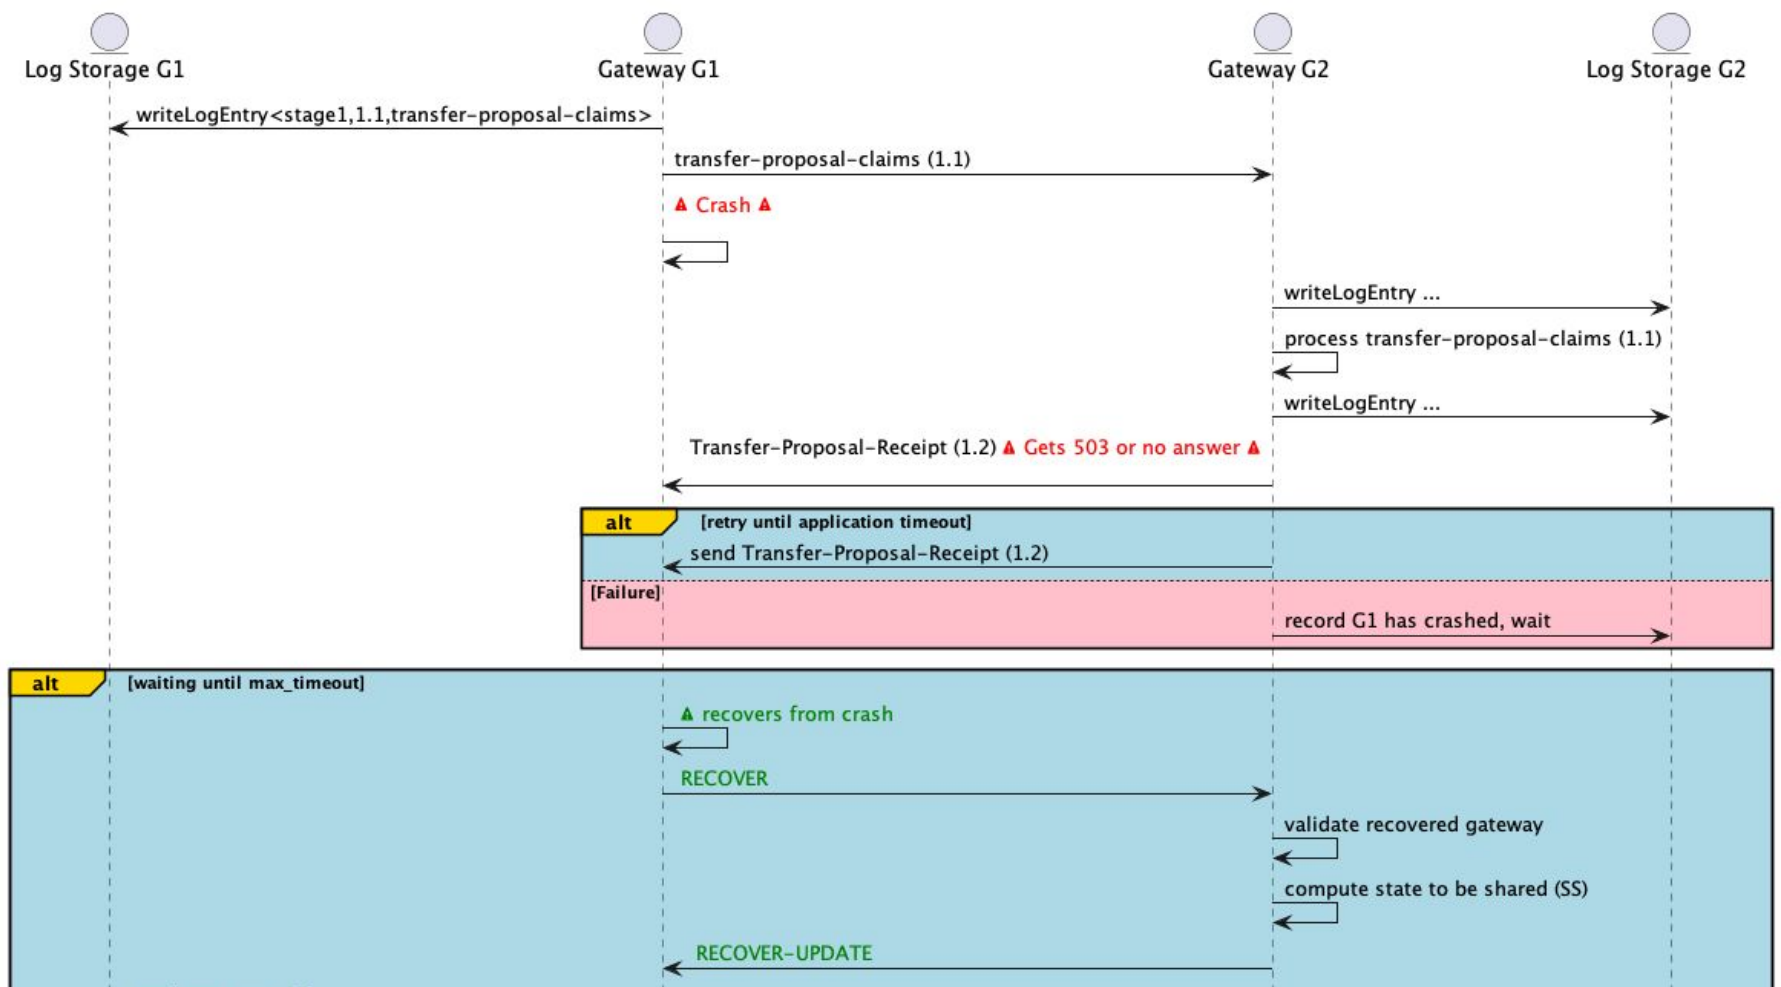 Log Storage G1
Gateway G1
Gateway G2
Log Storage G2
writeLogEntry<stage1,1.1,transfer-proposal-claims>
transfer-proposal-claims (1.1)
Crash
writeLogEntry ...
process transfer-proposal-claims (1.1)
writeLogEntry ...
Transfer-Proposal-Receipt (1.2) Gets 503 or no answer
alt [retry until application timeout]
send Transfer-Proposal-Receipt (1.2)
[Failure]
record G1 has crashed, wait
alt [waiting until max_timeout]
recovers from crash
RECOVER
validate recovered gateway
compute state to be shared (SS)
RECOVER-UPDATE